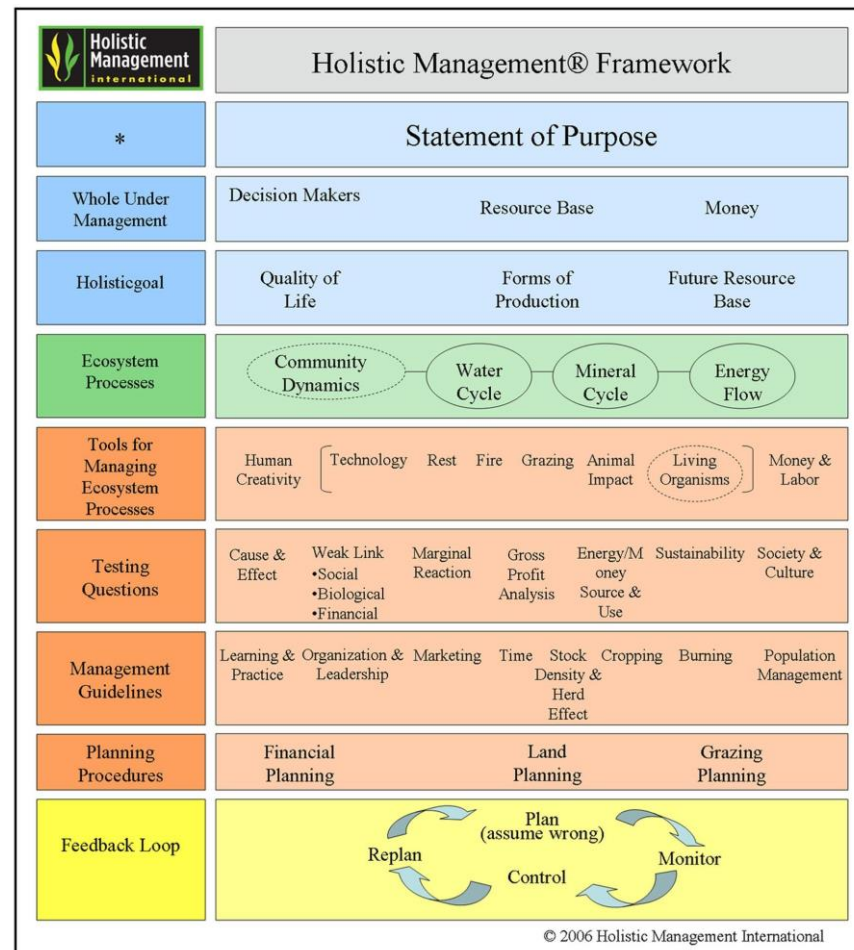 Holistic
Management
international
Holistic Management® Framework
*
Statement of Purpose
Whole Under
Management
Decision Makers
Resource Base
Money
Holisticgoal
Quality of
Life
Forms of
Production
Future Resource
Base
Ecosystem
Processes
Community
Dynamics
Water
Cycle
Mineral
Cycle
Energy
Flow
Tools for
Managing
Ecosystem
Processes
Human
Creativity
Technology
Rest
Fire
Grazing
Animal
Impact
Living
Organisms
Money &
Labor
Testing
Questions
Cause &
Effect
Weak Link
•Social
•Biological
•Financial
Marginal
Reaction
Gross
Profit
Analysis
Energy/M
oney
Source &
Use
Sustainability
Society &
Culture
Management
Guidelines
Learning &
Practice
Organization &
Leadership
Marketing
Time
Stock
Density &
Herd
Effect
Cropping
Burning
Population
Management
Planning
Procedures
Financial
Planning
Land
Planning
Grazing
Planning
Feedback Loop
Plan
(assume wrong)
Replan
Monitor
Control
© 2006 Holistic Management International